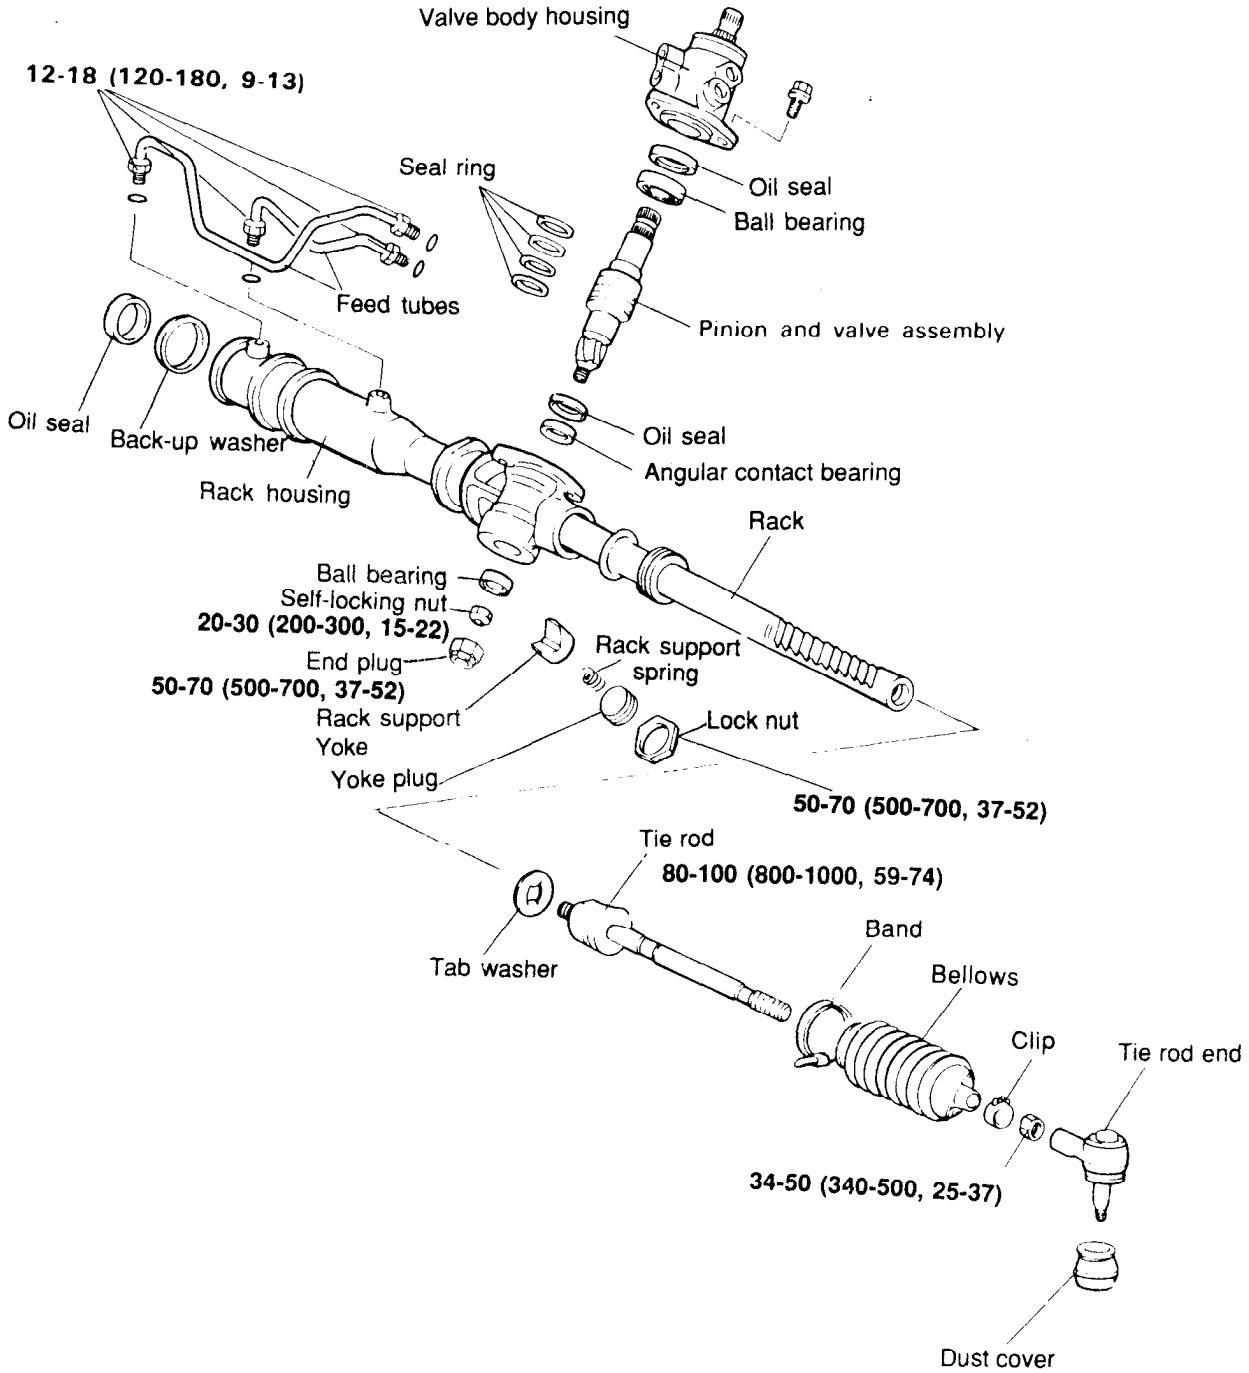 Valve body housing
12-18 (120-180, 9-13)
Seal ring
Oil seal
Ball bearing
Feed tubes
Pinion and valve assembly
Oil seal
Back-up washer
Oil seal
Rack housing
Angular contact bearing
Rack
Ball bearing
Self-locking nut
20-30 (200-300, 15-22)
End plug
50-70 (500-700, 37-52)
Rack support
Yoke
Rack support
spring
Lock nut
Yoke plug
50-70 (500-700, 37-52)
Tie rod
80-100 (800-1000, 59-74)
Tab washer
Band
Bellows
Clip
Tie rod end
34-50 (340-500, 25-37)
Dust cover